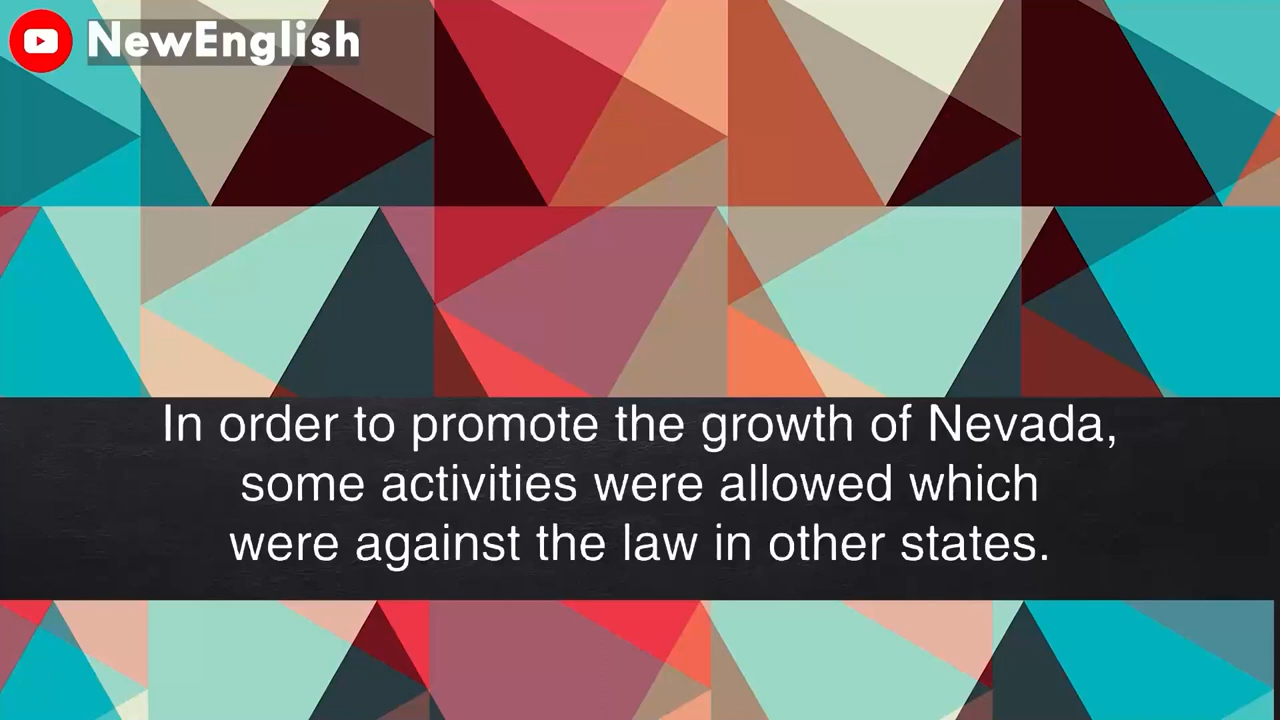 NewEnglish
In order to promote the growth of Nevada,
some activities were allowed which
were against the law in other states.